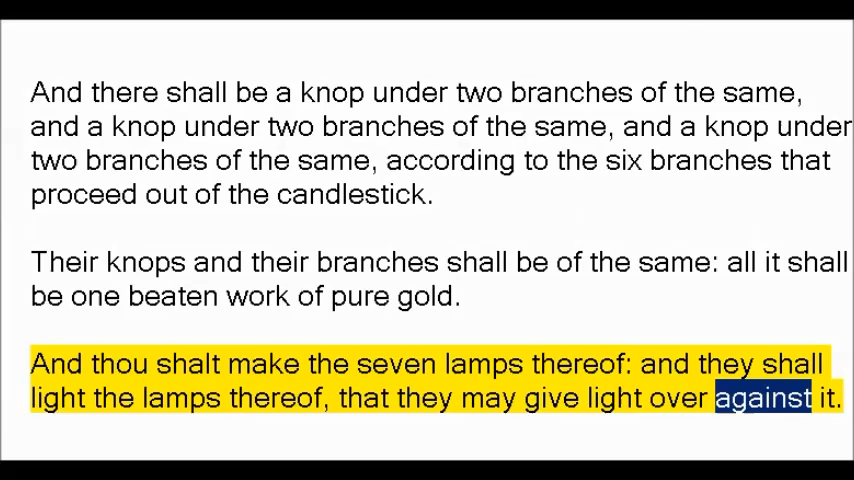 And there shall be a knop under two branches of the same,
and a knop under two branches of the same, and a knop under
two branches of the same, according to the six branches that
proceed out of the candlestick.
Their knops and their branches shall be of the same: all it shall
be one beaten work of pure gold.
And thou shalt make the seven lamps thereof: and they shall
light the lamps thereof, that they may give light over against it.